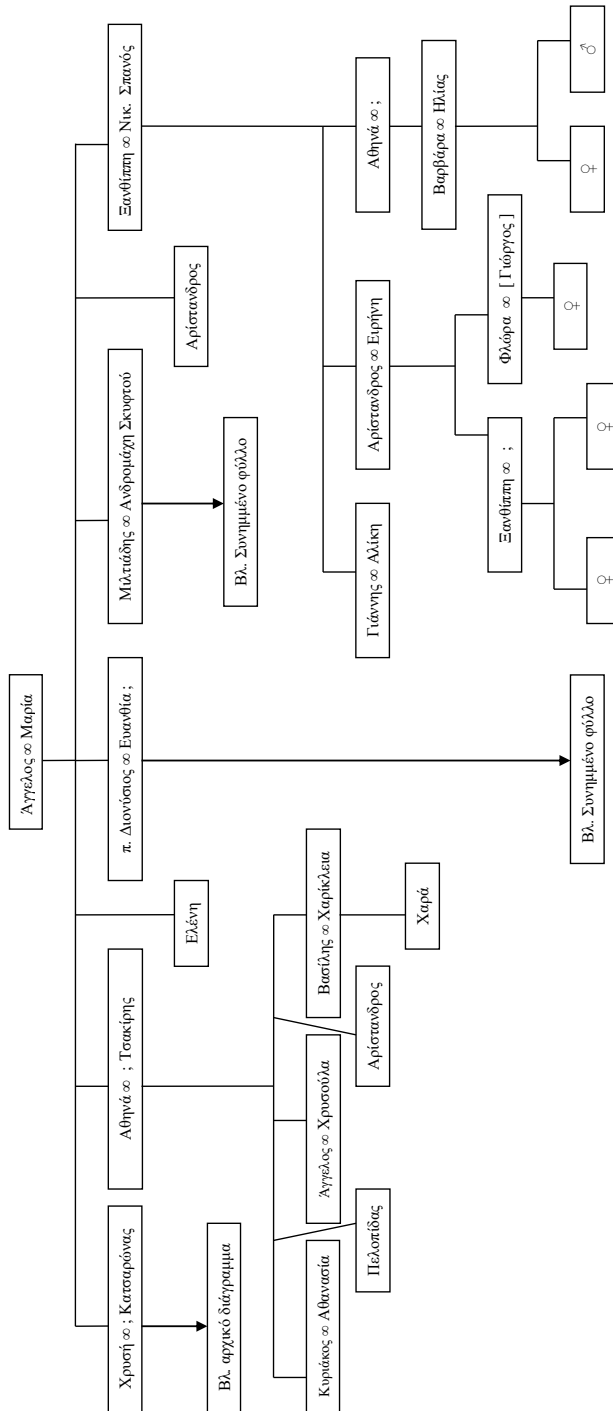 Άγγελος ∞ Μαρία
Χρυσή ∞ ; Κατσαρώνας
Αθηνά ∞ ; Τσακίρης
Ελένη
π. Διονύσιος ∞ Ευανθία ;
Μιλτιάδης ∞ Ανδρομάχη Σκυφτού
Αρίστανδρος
Ξανθίππη ∞ Νικ. Σπανός
Βλ. αρχικό διάγραμμα
Βλ. Συνημμένο φύλλο
Κυριάκος ∞ Αθανασία
Πελοπίδας
Άγγελος ∞ Χρυσούλα
Αρίστανδρος
Βασίλης ∞ Χαρίκλεια
Χαρά
Γιάννης ∞ Αλίκη
Αρίστανδρος ∞ Ειρήνη
Αθηνά ∞ ;
Βαρβάρα ∞ Ηλίας
Ξανθίππη ∞ ;
Φλώρα ∞ [ Γιώργος ]
♀
♀
♀
♀
♂
Βλ. Συνημμένο φύλλο